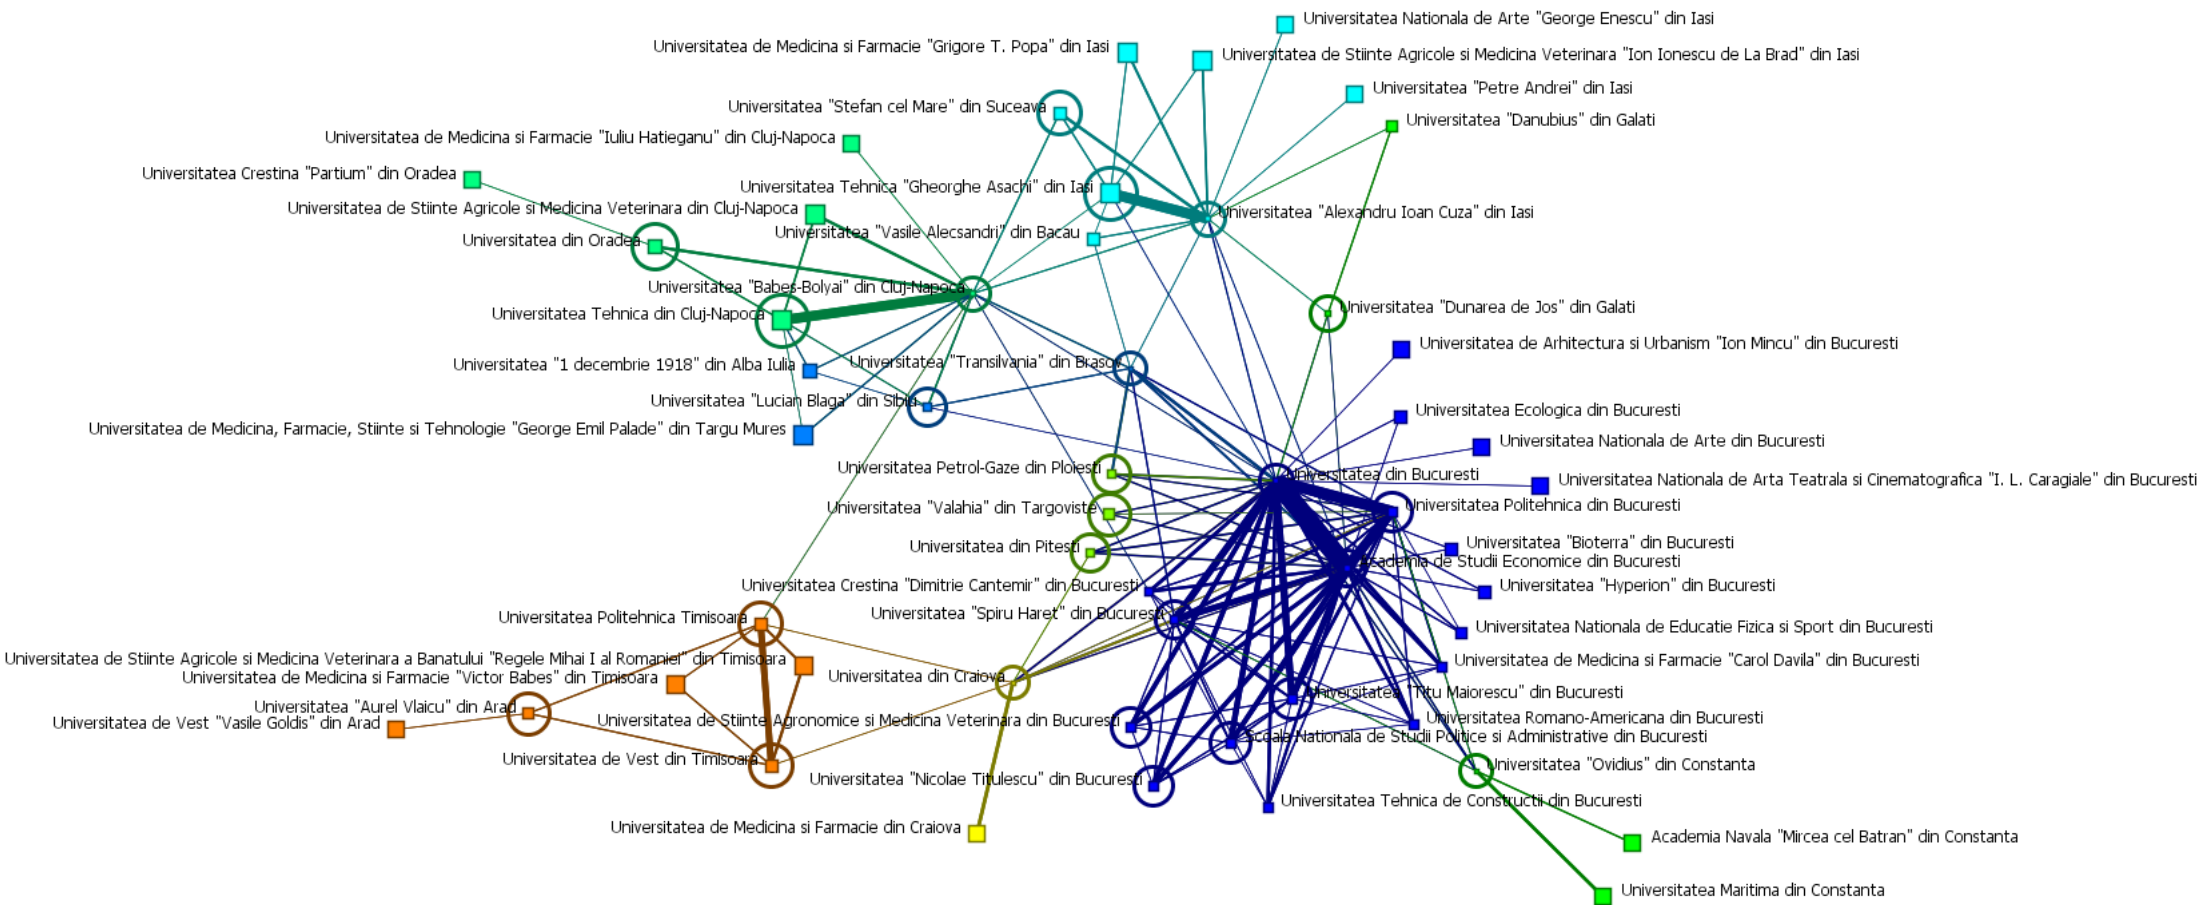 Universitatea Nationala de Arte "George Enescu" din Iasi
Universitatea de Medicina si Farmacie "Grigore T. Popa" din Iasi
Universitatea de Stiinte Agricole si Medicina Veterinara "Ion Ionescu de La Brad" din Iasi
Universitatea "Petre Andrei" din Iasi
Universitatea "Stefan cel Mare" din Suceava
Universitatea "Danubius" din Galati
Universitatea de Medicina si Farmacie "Iuliu Hatieganu" din Cluj-Napoca
Universitatea Crestina "Partium" din Oradea
Universitatea Tehnica "Gheorghe Asachi" din Iasi
Universitatea de Stiinte Agricole si Medicina Veterinara din Cluj-Napoca
Universitatea "Alexandru Ioan Cuza" din Iasi
Universitatea "Vasile Alecsandri" din Bacau
Universitatea din Oradea
Universitatea "Babes-Bolyai" din Cluj-Napoca
Universitatea "Dunarea de Jos" din Galati
Universitatea Tehnica din Cluj-Napoca
Universitatea de Arhitectura si Urbanism "Ion Mincu" din Bucuresti
Universitatea "1 decembrie 1918" din Alba Iulia
Universitatea "Transilvania" din Brasov
Universitatea "Lucian Blaga" din Sibiu
Universitatea Ecologica din Bucuresti
Universitatea de Medicina, Farmacie, Stiinte si Tehnologie "George Emil Palade" din Targu Mures
Universitatea Nationala de Arte din Bucuresti
Universitatea Petrol-Gaze din Ploiesti
Universitatea din Bucuresti
Universitatea Nationala de Arta Teatrala si Cinematografica "I. L. Caragiale" din Bucuresti
Universitatea "Valahia" din Targoviste
Universitatea Politehnica din Bucuresti
Universitatea din Pitesti
Universitatea "Bioterra" din Bucuresti
Academia de Studii Economice din Bucuresti
Universitatea Crestina "Dimitrie Cantemir" din Bucuresti
Universitatea "Hyperion" din Bucuresti
Universitatea "Spiru Haret" din Bucuresti
Universitatea Politehnica Timisoara
Universitatea Nationala de Educatie Fizica si Sport din Bucuresti
Universitatea de Stiinte Agricole si Medicina Veterinara a Banatului "Regele Mihai I al Romaniei" din Timisoara
Universitatea de Medicina si Farmacie "Carol Davila" din Bucuresti
Universitatea de Medicina si Farmacie "Victor Babes" din Timisoara
Universitatea din Craiova
Universitatea "Titu Maiorescu" din Bucuresti
Universitatea "Aurel Vlaicu" din Arad
Universitatea de Vest "Vasile Goldis" din Arad
Universitatea de Stiinte Agronomice si Medicina Veterinara din Bucuresti
Universitatea Romano-Americana din Bucuresti
Scoala Nationala de Studii Politice si Administrative din Bucuresti
Universitatea de Vest din Timisoara
Universitatea "Ovidius" din Constanta
Universitatea "Nicolae Titulescu" din Bucuresti
Universitatea Tehnica de Constructii din Bucuresti
Universitatea de Medicina si Farmacie din Craiova
Academia Navala "Mircea cel Batran" din Constanta
Universitatea Maritima din Constanta